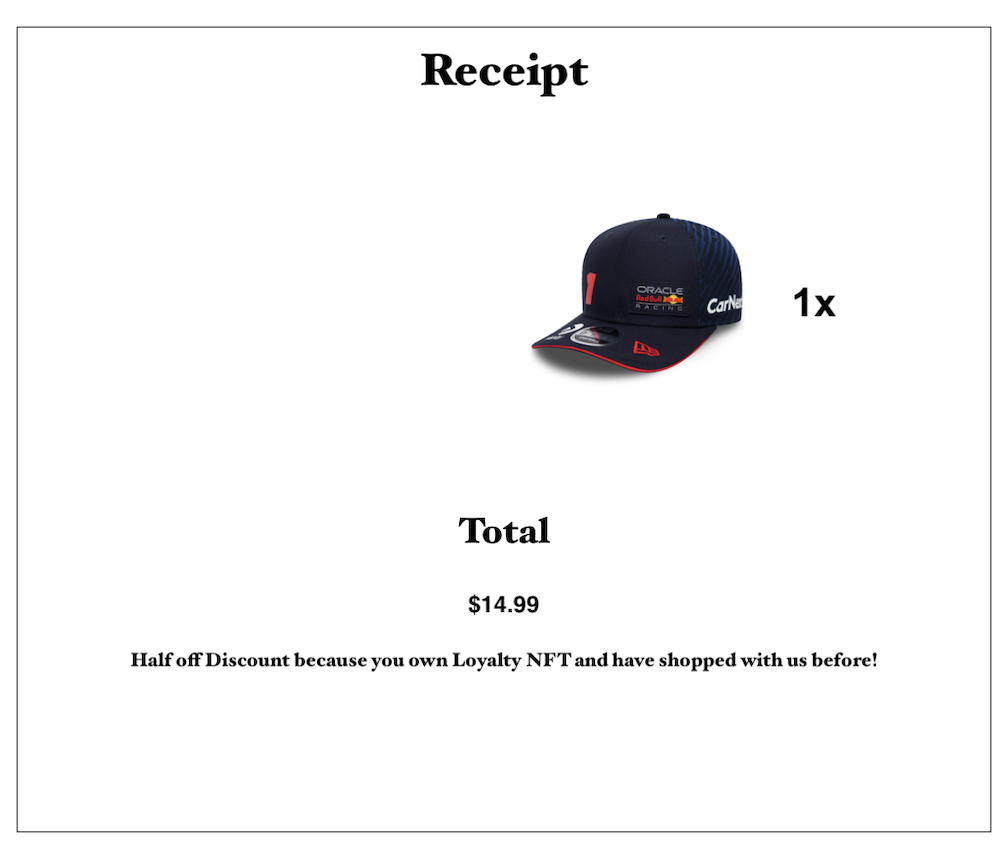 Receipt
1
ORACLE
Red Bull
RACING
CarNex
1x
Total
$14.99
Half off Discount because you own Loyalty NFT and have shopped with us before!